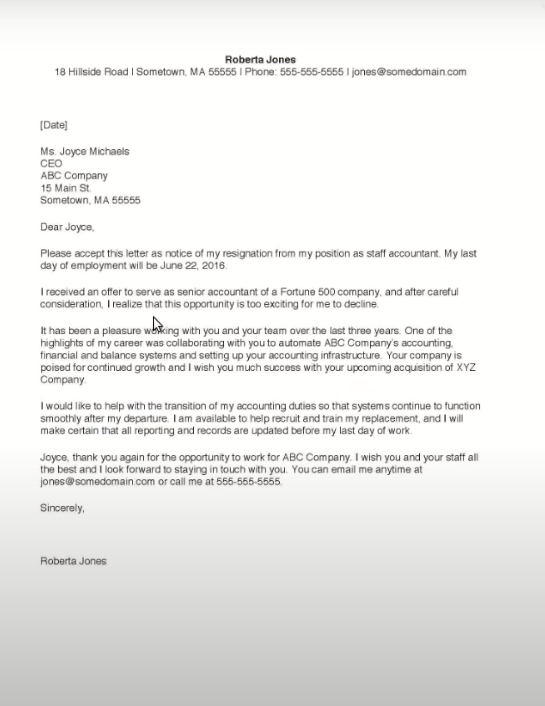 Roberta Jones
18 Hillside Road | Sometown, MA 55555 | Phone: 555-555-5555 | jones@somedomain.com
[Date]
Ms. Joyce Michaels
CEO
ABC Company
15 Main St.
Sometown, MA 55555
Dear Joyce,
Please accept this letter as notice of my resignation from my position as staff accountant. My last
day of employment will be June 22, 2016.
I received an offer to serve as senior accountant of a Fortune 500 company, and after careful
consideration, I realize that this opportunity is too exciting for me to decline.
It has been a pleasure working with you and your team over the last three years. One of the
highlights of my career was collaborating with you to automate ABC Company's accounting,
financial and balance systems and setting up your accounting infrastructure. Your company is
poised for continued growth and I wish you much success with your upcoming acquisition of XYZ
Company.
I would like to help with the transition of my accounting duties so that systems continue to function
smoothly after my departure. I am available to help recruit and train my replacement, and I will
make certain that all reporting and records are updated before my last day of work.
Joyce, thank you again for the opportunity to work for ABC Company. I wish you and your staff all
the best and I look forward to staying in touch with you. You can email me anytime at
jones@somedomain.com or call me at 555-555-5555.
Sincerely,
Roberta Jones